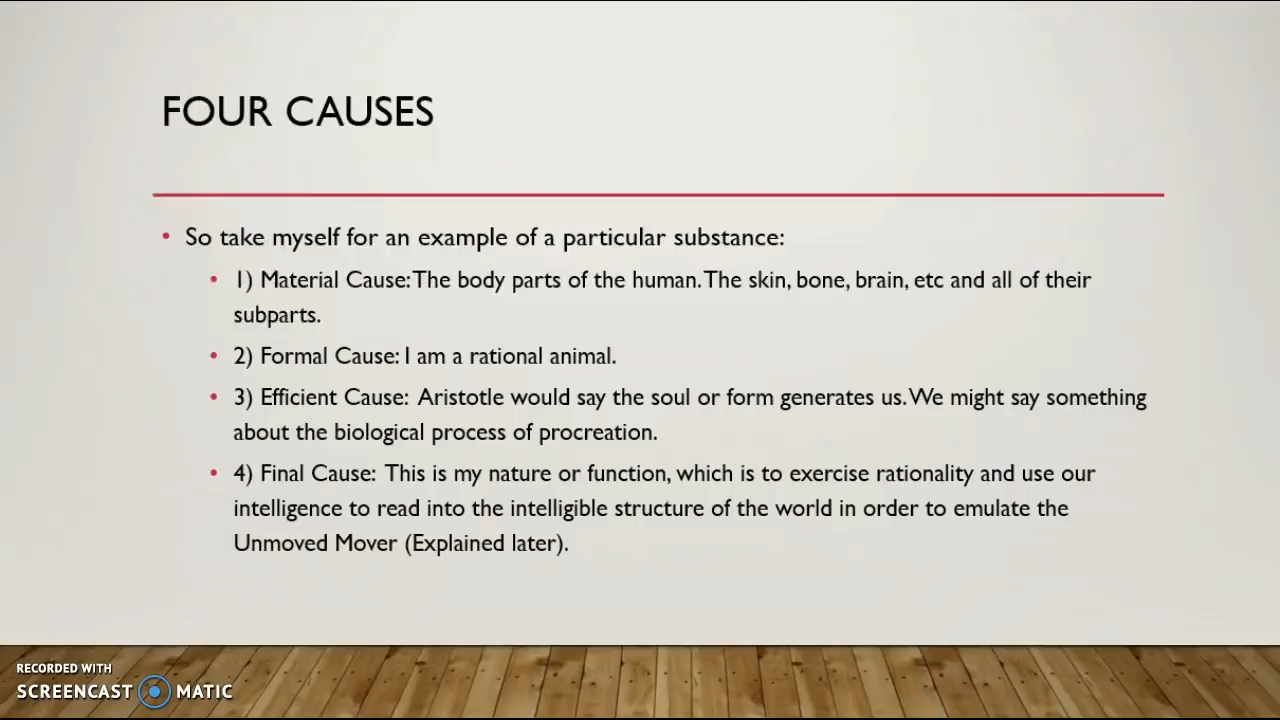 FOUR CAUSES
• So take myself for an example of a particular substance:
• 1) Material Cause: The body parts of the human. The skin, bone, brain, etc and all of their
subparts.
• 2) Formal Cause: I am a rational animal.
• 3) Efficient Cause:  Aristotle would say the soul or form generates us. We might say something
about the biological process of procreation.
• 4) Final Cause:  This is my nature or function, which is to exercise rationality and use our
intelligence to read into the intelligible structure of the world in order to emulate the
Unmoved Mover (Explained later).
RECORDED WITH
SCREENCAST MATIC